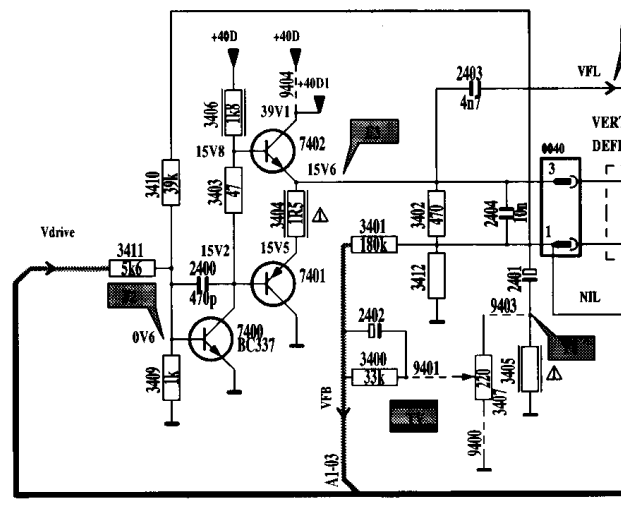 +40D
+40D
9404
+40D1
3406
1k8
39V1
7402
15V8
15V6
2403
4n7
VFL
VERT
DEFL
0040
3
1
3410
39k
3403
47
3404
1R5
3402
470
2404
10n
3401
180k
3412
2401
Vdrive
3411
5k6
15V2
15V5
2400
470p
7401
7400
BC337
0V6
3409
1k
2402
3400
33k
9401
VFB
A1-03
9403
220
3407
3405
9400
NIL